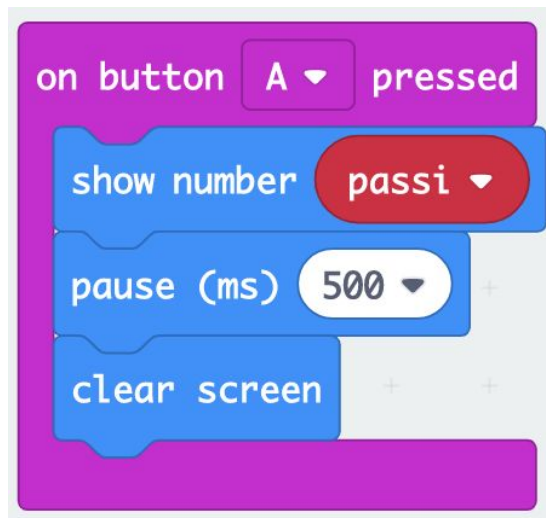 on button A pressed
show number passi
pause (ms) 500
clear screen